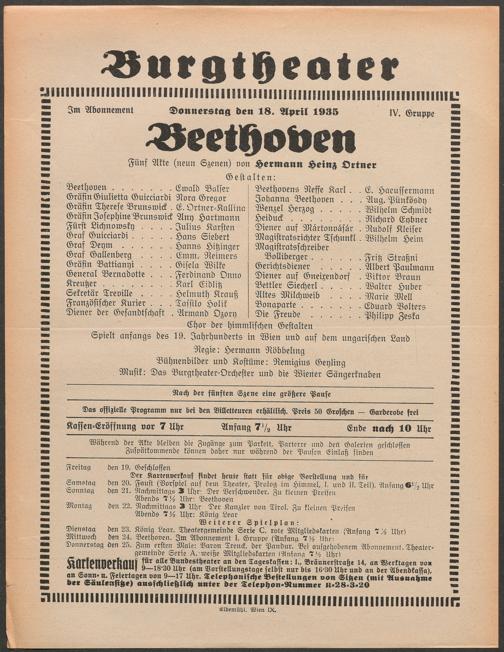 Burgtheater
Im Abonnement Donnerstag den 18. April 1935 IV. Gruppe
Beethoven
Fünf Akte (neun Szenen) von Hermann Heinz Ortner
Gestalten:
Beethoven . . . . . . . Ewald Balser
Gräfin Giulietta Guicciardi Nora Gregor
Gräfin Therese Brunswick . E. Ortner-Kallina
Gräfin Josephine Brunswick Amy Hartmann
Fürst Lichnowsky . . . . Julius Karsten
Graf Guicciardi . . . . Hans Siebert
Graf Deym . . . . . . Hanns Hitzinger
Graf Gallenberg . . . . Emm. Reimers
Gräfin Battianyi . . . . Gisela Wilke
General Bernadotte . . . Ferdinand Onno
Kreutzer . . . . . . . Karl Eidlitz
Sekretär Treville . . . . Helmuth Krauß
Französischer Kurier . . . Tassilo Holik
Diener der Gesandtschaft . Armand Ozory
Beethovens Neffe Karl . . E. Haeussermann
Johanna Beethoven . . . Aug. Pünkösdy
Wenzel Herzog . . . . . Wilhelm Schmidt
Heiduck . . . . . . . Richard Eybner
Diener auf Mártonvásár . Rudolf Kleiser
Magistratsrichter Tschunkl . Wilhelm Heim
Magistratschreiber
Bolliberger . . . . . Fritz Straßni
Gerichtsdiener . . . . . Albert Paulmann
Diener auf Gneixendorf . . Viktor Braun
Bettler Siecherl . . . . Walter Huber
Altes Milchweib . . . . Marie Mell
Bonaparte . . . . . . Eduard Volters
Die Freude . . . . . . Philipp Zeska
Chor der himmlischen Gestalten
Spielt anfangs des 19. Jahrhunderts in Wien und auf dem ungarischen Land
Regie: Hermann Röbbeling
Bühnenbilder und Kostüme: Remigius Geyling
Musik: Das Burgtheater-Orchester und die Wiener Sängerknaben
Nach der fünften Szene eine größere Pause
Das offizielle Programm nur bei den Billetteuren erhältlich. Preis 50 Groschen — Garderobe frei
Kassen-Eröffnung vor 7 Uhr Anfang 7½ Uhr Ende nach 10 Uhr
Während der Akte bleiben die Zugänge zum Parkett, Parterre und den Galerien geschlossen
Zuspätkommende können daher nur während der Pausen Einlaß finden
Freitag den 19. Geschlossen
Der Kartenverkauf findet heute statt für obige Vorstellung und für
Samstag den 20. Faust (Vorspiel auf dem Theater, Prolog im Himmel, I. und II. Teil). Anfang 6½ Uhr
Sonntag den 21. Nachmittags 3 Uhr: Der Verschwender. Zu kleinen Preisen
Abends 7½ Uhr: Beethoven
Montag den 22. Nachmittags 3 Uhr: Der Kanzler von Tirol. Zu kleinen Preisen
Abends 7½ Uhr: König Lear
Weiterer Spielplan:
Dienstag den 23. König Lear. Theatergemeinde Serie C, rote Mitgliedskarten (Anfang 7½ Uhr)
Mittwoch den 24. Beethoven. Im Abonnement I. Gruppe (Anfang 7½ Uhr)
Donnerstag den 25. Zum ersten Male: Baron Trenck, der Pandur. Bei aufgehobenem Abonnement. Theater-
gemeinde Serie A, weiße Mitgliedskarten (Anfang 7½ Uhr)
Kartenverkauf für alle Bundestheater an den Tageskassen: I., Bräunerstraße 14, an Werktagen von
9—18·30 Uhr (am Vorstellungstage selbst nur bis 16·30 Uhr und an der Abendkassa),
an Sonn- u. Feiertagen von 9—17 Uhr. Telephonische Bestellungen von Sitzen (mit Ausnahme
der Säulensitze) ausschließlich unter der Telephon-Nummer R-28-3-20
Elbemühl, Wien IX.